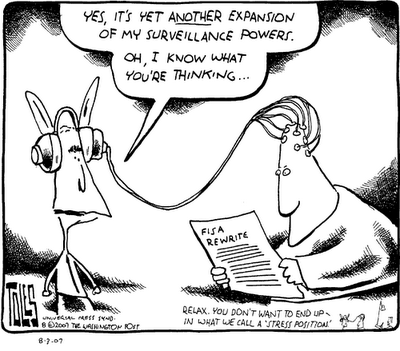 YES, IT'S YET ANOTHER EXPANSION
OF MY SURVEILLANCE POWERS.
OH, I KNOW WHAT
YOU'RE THINKING...
FISA
REWRITE
TOLES
UNIVERSAL PRESS SYND.
© 2007 THE WASHINGTON POST
8-7-07
RELAX. YOU DON'T WANT TO END UP
IN WHAT WE CALL A 'STRESS POSITION'